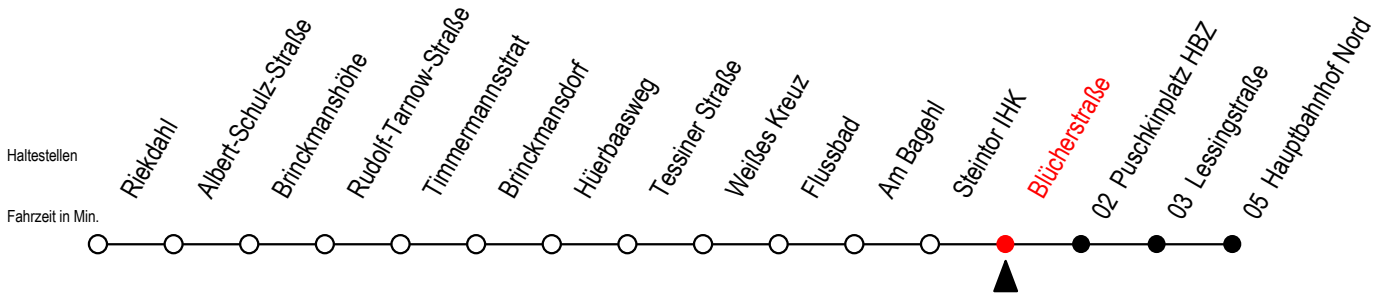 Haltestellen
Fahrzeit in Min.
Riekdahl
Albert-Schulz-Straße
Brinckmanshöhe
Rudolf-Tarnow-Straße
Timmermannsstrat
Brinckmansdorf
Hüerbaasweg
Tessiner Straße
Weißes Kreuz
Flussbad
Am Bagehl
Steintor IHK
Blücherstraße
02 Puschkinplatz HBZ
03 Lessingstraße
05 Hauptbahnhof Nord